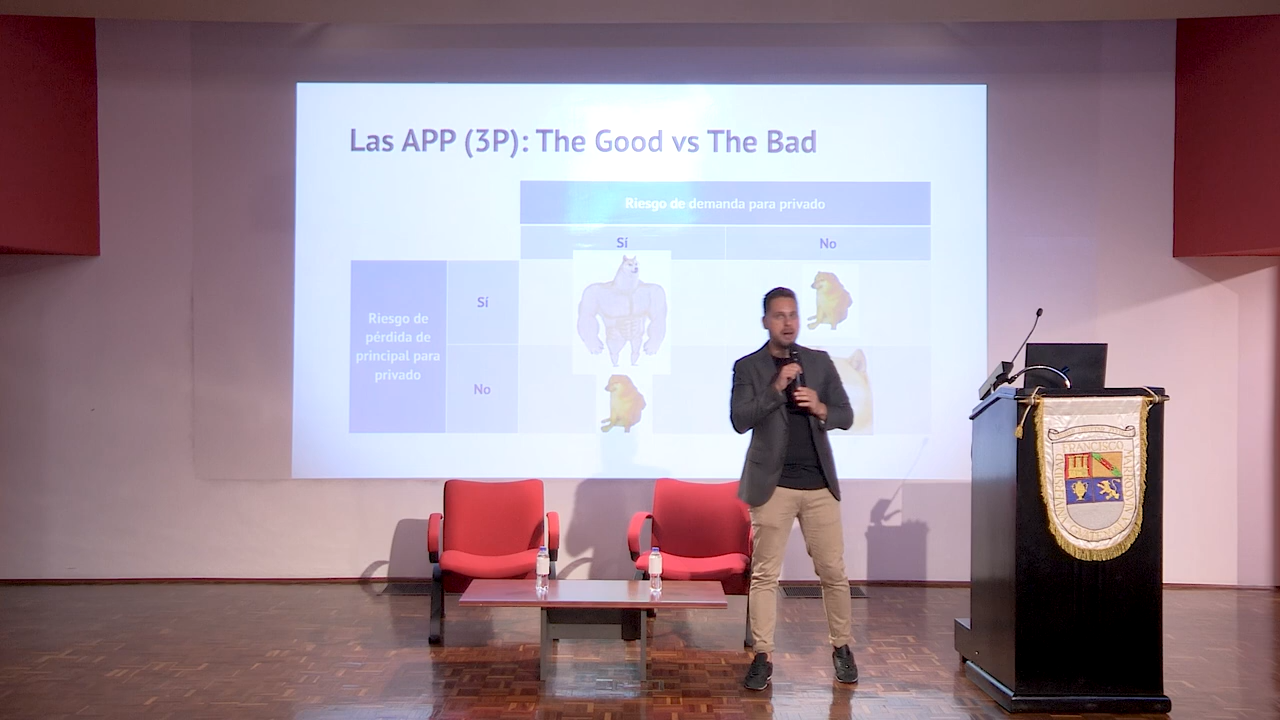 Las APP (3P): The Good vs The Bad
Riesgo de demanda para privado
Sí
No
Riesgo de
pérdida de
principal para
privado
Sí
No
FRANCISCO